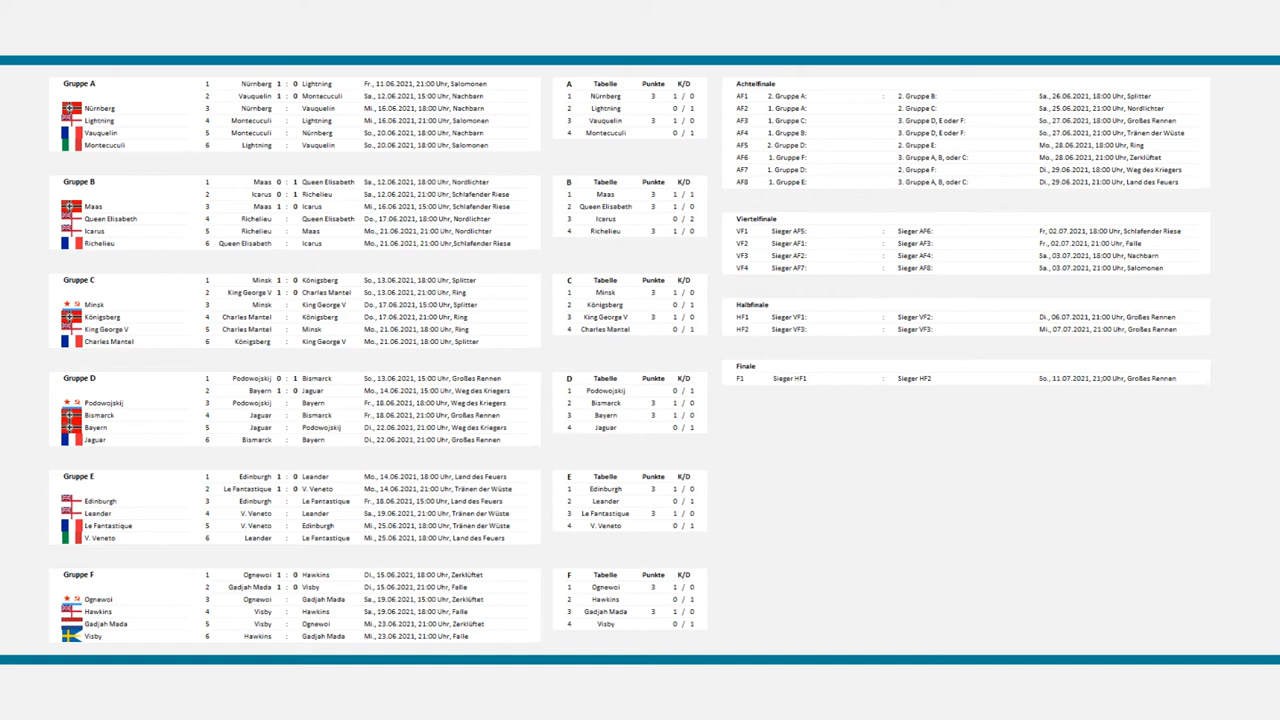 Gruppe A
1 Nürnberg 1 : 0 Lightning Fr., 11.06.2021, 21:00 Uhr, Salomonen
2 Vauquelin 1 : 0 Montecuculi Sa., 12.06.2021, 15:00 Uhr, Nachbarn
Nürnberg 3 Nürnberg : Vauquelin Mi., 16.06.2021, 18:00 Uhr, Nachbarn
Lightning 4 Montecuculi : Lightning Mi., 16.06.2021, 21:00 Uhr, Salomonen
Vauquelin 5 Montecuculi : Nürnberg So., 20.06.2021, 18:00 Uhr, Nachbarn
Montecuculi 6 Lightning : Vauquelin So., 20.06.2021, 18:00 Uhr, Salomonen
A Tabelle Punkte K/D
1 Nürnberg 3 1 / 0
2 Lightning 0 / 1
3 Vauquelin 3 1 / 0
4 Montecuculi 0 / 1
Gruppe B
1 Maas 0 : 1 Queen Elisabeth Sa., 12.06.2021, 18:00 Uhr, Nordlichter
2 Icarus 0 : 1 Richelieu Sa., 12.06.2021, 21:00 Uhr, Schlafender Riese
Maas 3 Maas 1 : 0 Icarus Mi., 16.06.2021, 15:00 Uhr, Schlafender Riese
Queen Elisabeth 4 Richelieu : Queen Elisabeth Do., 17.06.2021, 18:00 Uhr, Nordlichter
Icarus 5 Richelieu : Maas Mo., 21.06.2021, 21:00 Uhr, Nordlichter
Richelieu 6 Queen Elisabeth : Icarus Mo., 21.06.2021, 21:00 Uhr,Schlafender Riese
B Tabelle Punkte K/D
1 Maas 3 1 / 1
2 Queen Elisabeth 3 1 / 0
3 Icarus 0 / 2
4 Richelieu 3 1 / 0
Gruppe C
1 Minsk 1 : 0 Königsberg So., 13.06.2021, 18:00 Uhr, Splitter
2 King George V 1 : 0 Charles Mantel So., 13.06.2021, 21:00 Uhr, Ring
Minsk 3 Minsk : King George V Do., 17.06.2021, 15:00 Uhr, Splitter
Königsberg 4 Charles Mantel : Königsberg Do., 17.06.2021, 21:00 Uhr, Ring
King George V 5 Charles Mantel : Minsk Mo., 21.06.2021, 18:00 Uhr, Ring
Charles Mantel 6 Königsberg : King George V Mo., 21.06.2021, 18:00 Uhr, Splitter
C Tabelle Punkte K/D
1 Minsk 3 1 / 0
2 Königsberg 0 / 1
3 King George V 3 1 / 0
4 Charles Mantel 0 / 1
Gruppe D
1 Podowojskij 0 : 1 Bismarck So., 13.06.2021, 15:00 Uhr, Großes Rennen
2 Bayern 1 : 0 Jaguar Mo., 14.06.2021, 15:00 Uhr, Weg des Kriegers
Podowojskij 3 Podowojskij : Bayern Fr., 18.06.2021, 18:00 Uhr, Weg des Kriegers
Bismarck 4 Jaguar : Bismarck Fr., 18.06.2021, 21:00 Uhr, Großes Rennen
Bayern 5 Jaguar : Podowojskij Di., 22.06.2021, 21:00 Uhr, Weg des Kriegers
Jaguar 6 Bismarck : Bayern Di., 22.06.2021, 21:00 Uhr, Großes Rennen
D Tabelle Punkte K/D
1 Podowojskij 0 / 1
2 Bismarck 3 1 / 0
3 Bayern 3 1 / 0
4 Jaguar 0 / 1
Gruppe E
1 Edinburgh 1 : 0 Leander Mo., 14.06.2021, 18:00 Uhr, Land des Feuers
2 Le Fantastique 1 : 0 V. Veneto Mo., 14.06.2021, 21:00 Uhr, Tränen der Wüste
Edinburgh 3 Edinburgh : Le Fantastique Fr., 18.06.2021, 15:00 Uhr, Land des Feuers
Leander 4 V. Veneto : Leander Sa., 19.06.2021, 21:00 Uhr, Tränen der Wüste
Le Fantastique 5 V. Veneto : Edinburgh Mi., 25.06.2021, 18:00 Uhr, Tränen der Wüste
V. Veneto 6 Leander : Le Fantastique Mi., 25.06.2021, 18:00 Uhr, Land des Feuers
E Tabelle Punkte K/D
1 Edinburgh 3 1 / 0
2 Leander 0 / 1
3 Le Fantastique 3 1 / 0
4 V. Veneto 0 / 1
Gruppe F
1 Ognewoi 1 : 0 Hawkins Di., 15.06.2021, 18:00 Uhr, Zerklüftet
2 Gadjah Mada 1 : 0 Visby Di., 15.06.2021, 21:00 Uhr, Falle
Ognewoi 3 Ognewoi : Gadjah Mada Sa., 19.06.2021, 15:00 Uhr, Zerklüftet
Hawkins 4 Visby : Hawkins Sa., 19.06.2021, 18:00 Uhr, Falle
Gadjah Mada 5 Visby : Ognewoi Mi., 23.06.2021, 21:00 Uhr, Zerklüftet
Visby 6 Hawkins : Gadjah Mada Mi., 23.06.2021, 21:00 Uhr, Falle
F Tabelle Punkte K/D
1 Ognewoi 3 1 / 0
2 Hawkins 0 / 1
3 Gadjah Mada 3 1 / 0
4 Visby 0 / 1
Achtelfinale
AF1 2. Gruppe A: : 2. Gruppe B: Sa., 26.06.2021, 18:00 Uhr, Splitter
AF2 1. Gruppe A: 2. Gruppe C: Sa., 25.06.2021, 21:00 Uhr, Nordlichter
AF3 1. Gruppe C: 3. Gruppe D, E oder F: So., 27.06.2021, 18:00 Uhr, Großes Rennen
AF4 1. Gruppe B: 3. Gruppe D, E oder F: So., 27.06.2021, 21:00 Uhr, Tränen der Wüste
AF5 2. Gruppe D: 2. Gruppe E: Mo., 28.06.2021, 18:00 Uhr, Ring
AF6 1. Gruppe F: 3. Gruppe A, B, oder C: Mo., 28.06.2021, 21:00 Uhr, Zerklüftet
AF7 1. Gruppe D: 2. Gruppe F: Di., 29.06.2021, 18:00 Uhr, Weg des Kriegers
AF8 1. Gruppe E: 3. Gruppe A, B, oder C: Di., 29.06.2021, 21:00 Uhr, Land des Feuers
Viertelfinale
VF1 Sieger AF5: : Sieger AF6: Fr, 02.07.2021, 18:00 Uhr, Schlafender Riese
VF2 Sieger AF1: : Sieger AF3: Fr., 02.07.2021, 21:00 Uhr, Falle
VF3 Sieger AF2: : Sieger AF4: Sa., 03.07.2021, 18:00 Uhr, Nachbarn
VF4 Sieger AF7: : Sieger AF8: Sa., 03.07.2021, 21:00 Uhr, Salomonen
Halbfinale
HF1 Sieger VF1: : Sieger VF2: Di., 06.07.2021, 21:00 Uhr, Großes Rennen
HF2 Sieger VF3: : Sieger VF3: Mi., 07.07.2021, 21:00 Uhr, Großes Rennen
Finale
F1 Sieger HF1 : Sieger HF2 So., 11.07.2021, 21;00 Uhr, Großes Rennen